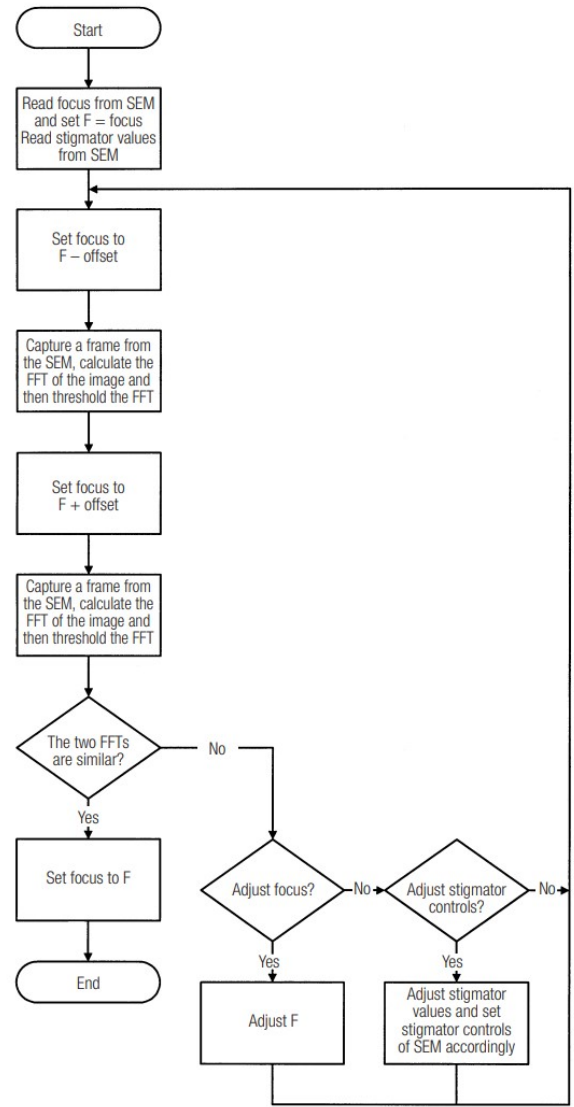 Start
Read focus from SEM
and set F = focus
Read stigmator values
from SEM
Set focus to
F – offset
Capture a frame from
the SEM, calculate the
FFT of the image and
then threshold the FFT
Set focus to
F + offset
Capture a frame from
the SEM, calculate the
FFT of the image and
then threshold the FFT
The two FFTs
are similar?
No
Yes
Set focus to F
End
Adjust focus?
No
Adjust stigmator
controls?
No
Yes
Yes
Adjust F
Adjust stigmator
values and set
stigmator controls
of SEM accordingly